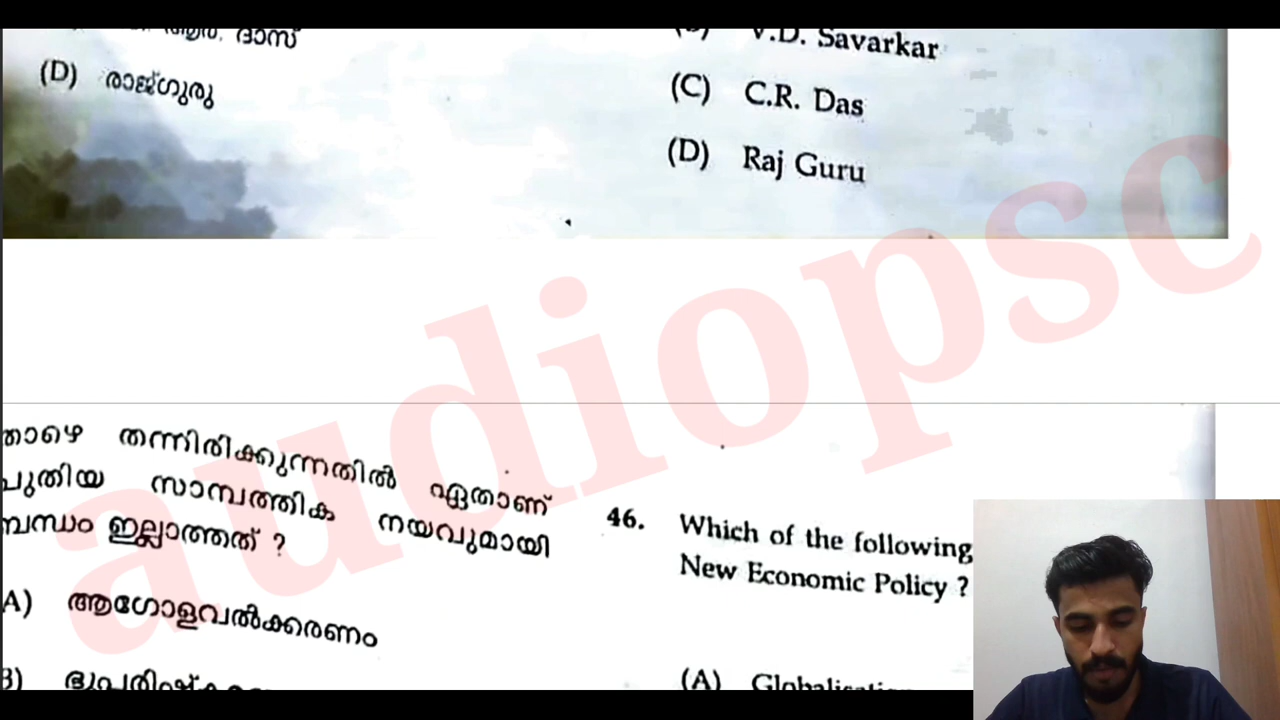 ആർ. ദാസ്
(D) രാജ്ഗുരു
V.D. Savarkar
(C) C.R. Das
(D) Raj Guru
audiopsc
താഴെ തന്നിരിക്കുന്നതിൽ ഏതാണ്
പുതിയ സാമ്പത്തിക നയവുമായി
ബന്ധം ഇല്ലാത്തത് ?
A) ആഗോളവൽക്കരണം
46. Which of the following
New Economic Policy ?
(A)